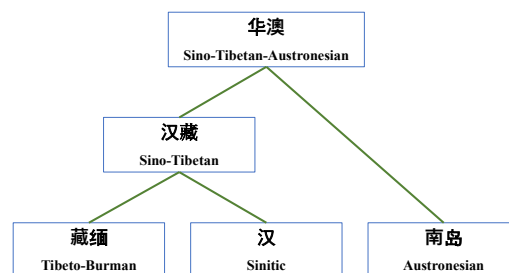 华澳
Sino-Tibetan-Austronesian
汉藏
Sino-Tibetan
藏缅
Tibeto-Burman
汉
Sinitic
南岛
Austronesian